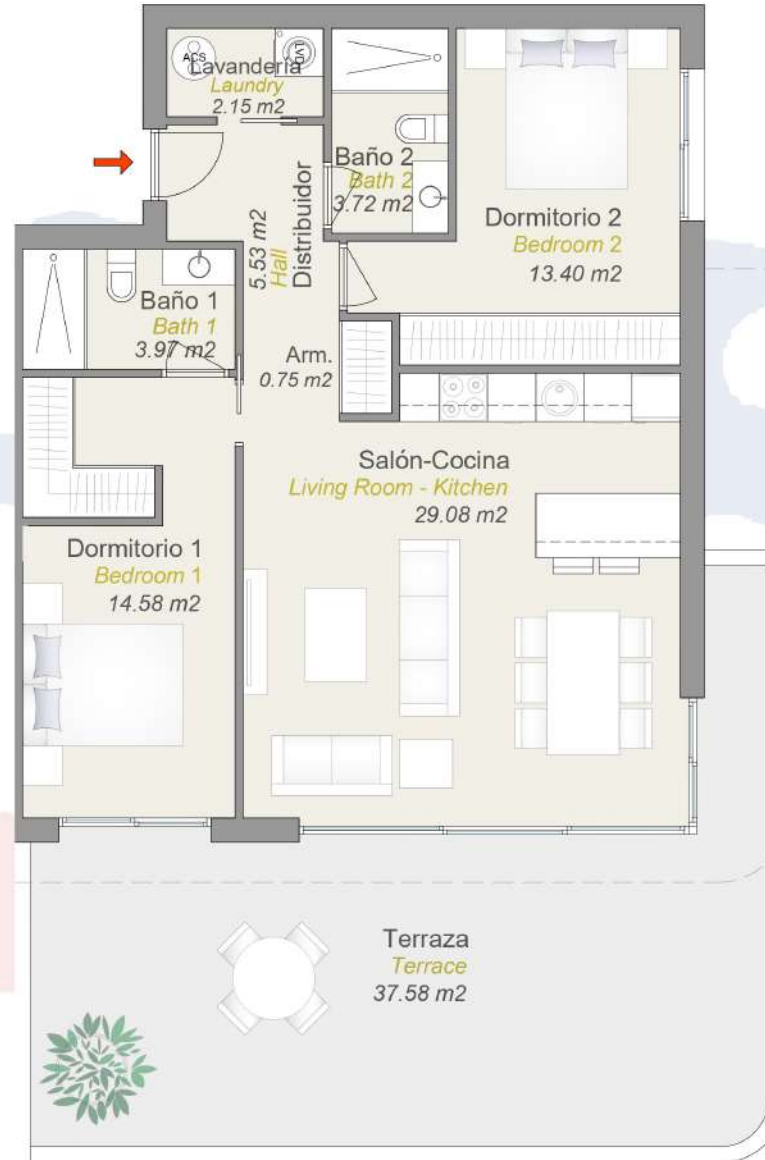 ACS
LVD
Lavandería
Laundry
2.15 m2
Baño 2
Bath 2
3.72 m2
Dormitorio 2
Bedroom 2
13.40 m2
Distribuidor
Hall
5.53 m2
Baño 1
Bath 1
3.97 m2
Arm.
0.75 m2
Salón-Cocina
Living Room - Kitchen
29.08 m2
Dormitorio 1
Bedroom 1
14.58 m2
Terraza
Terrace
37.58 m2